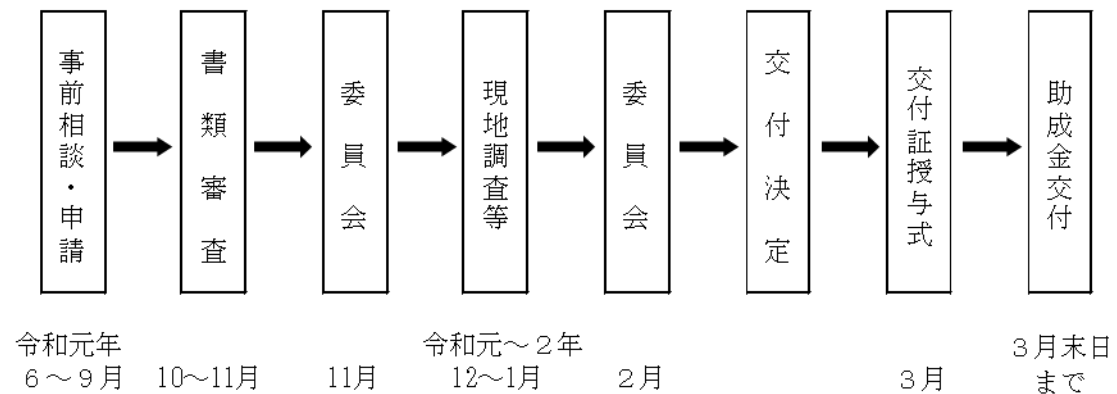 事前相談・申請
書類審査
委員会
現地調査等
委員会
交付決定
交付証授与式
助成金交付
令和元年
６～９月
10～11月
11月
令和元～２年
12～1月
２月
３月
３月末日
まで